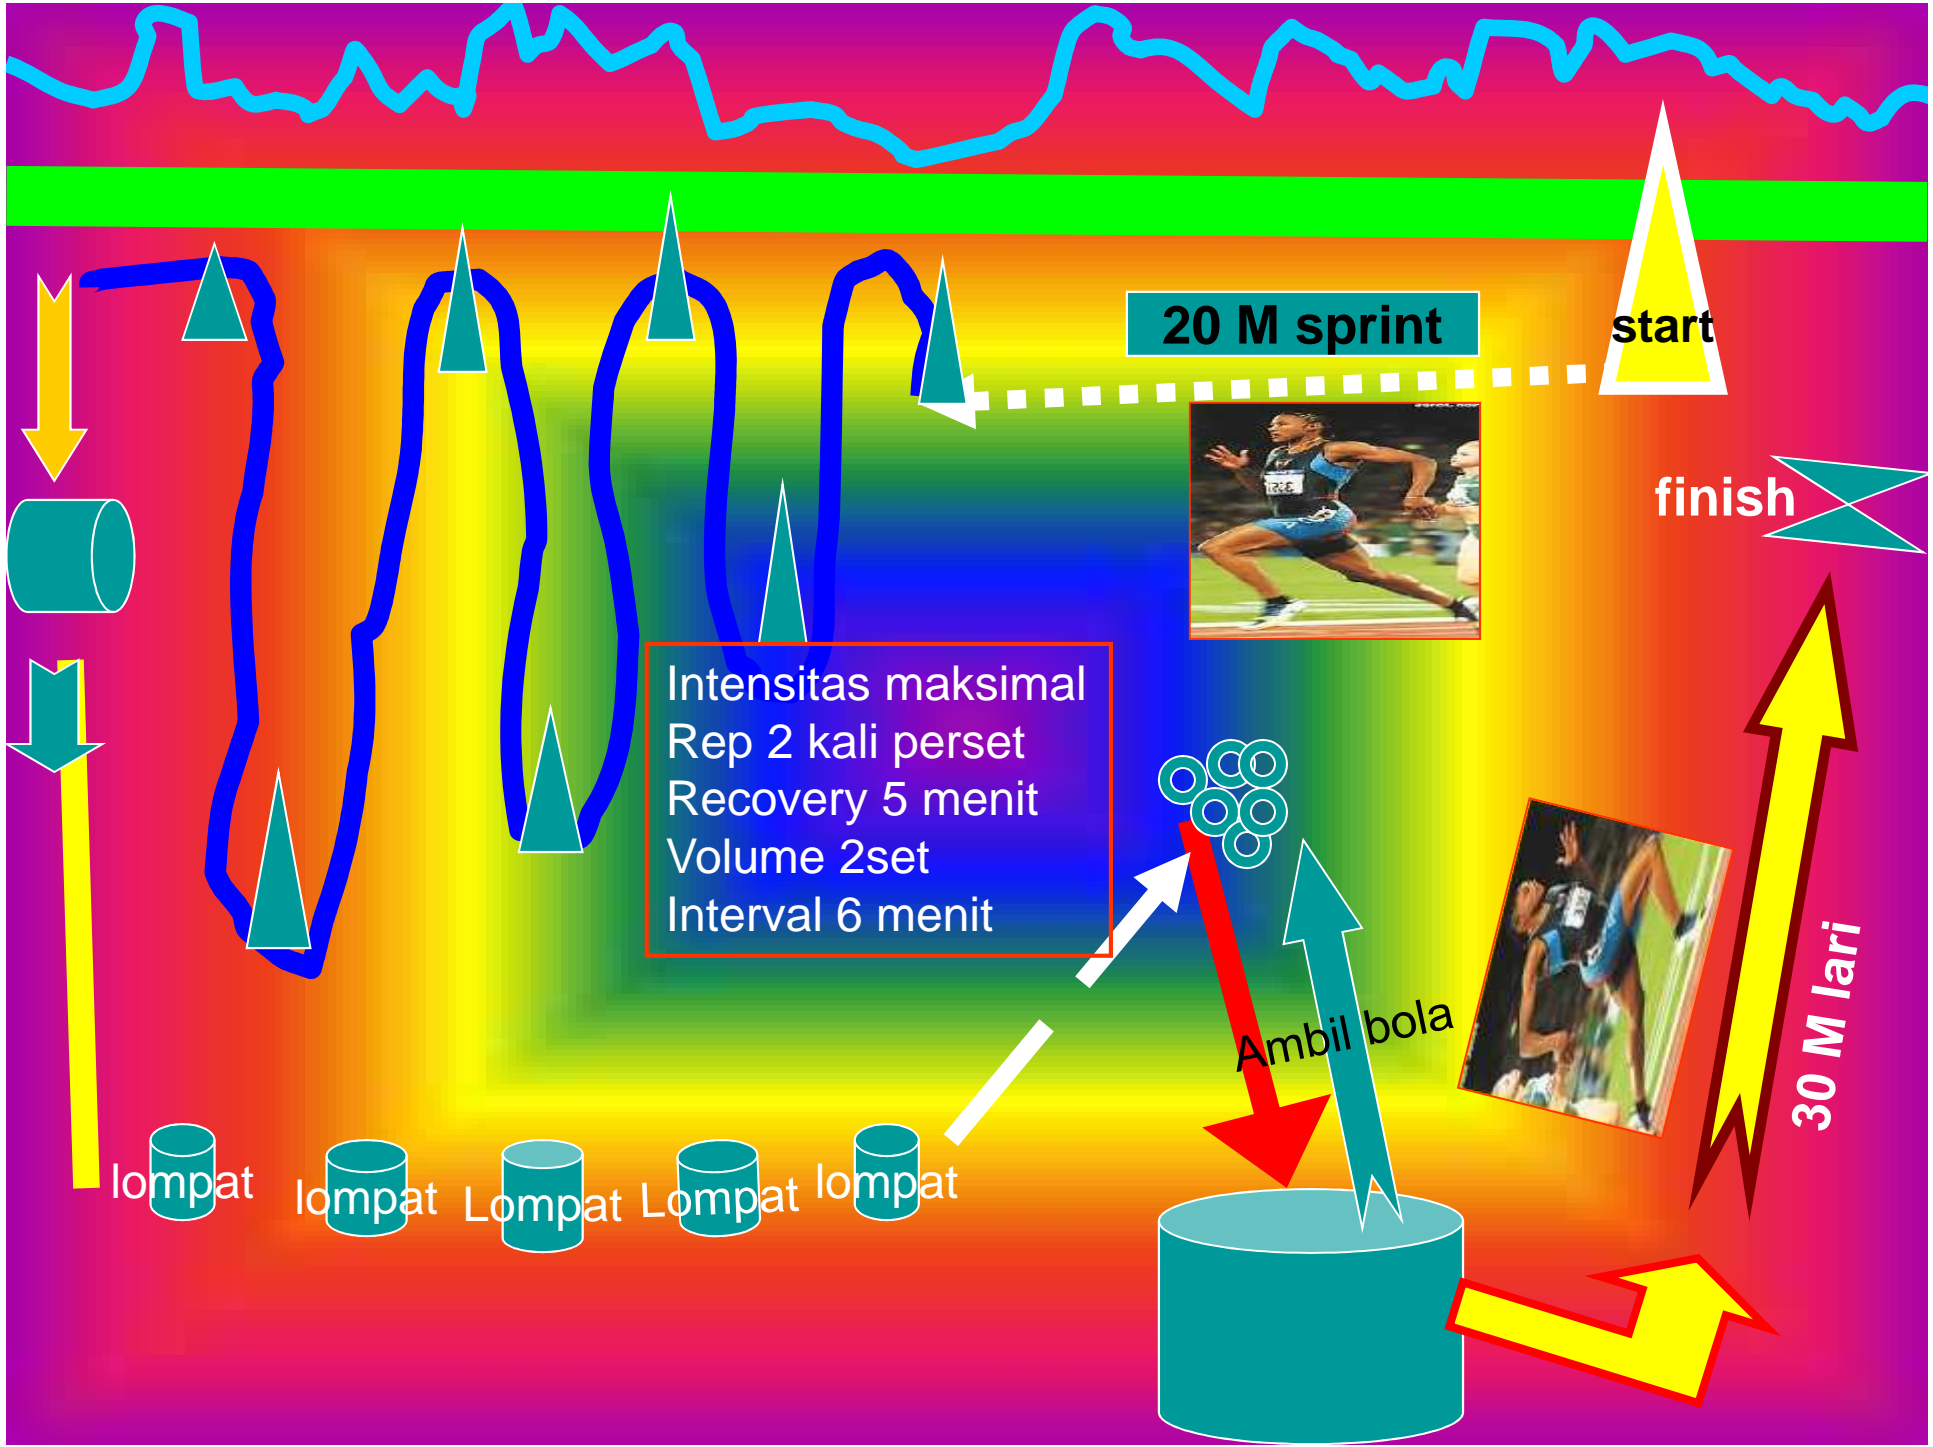 20 M sprint
start
finish
Intensitas maksimal
Rep 2 kali perset
Recovery 5 menit
Volume 2set
Interval 6 menit
Ambil bola
30 M lari
lompat
lompat
Lompat
Lompat
lompat